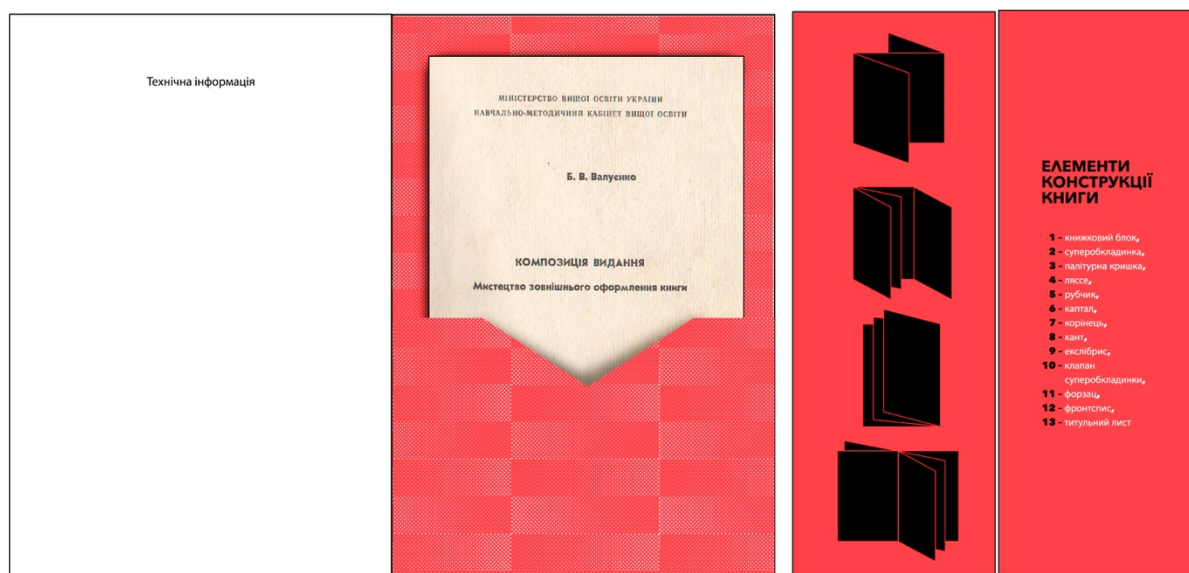 Технічна інформація
МІНІСТЕРСТВО ВИЩОЇ ОСВІТИ УКРАЇНИ
НАВЧАЛЬНО-МЕТОДИЧНИЙ КАБІНЕТ ВИЩОЇ ОСВІТИ
Б. В. Валуєнко
КОМПОЗИЦІЯ ВИДАННЯ
Мистецтво зовнішнього оформлення книги
ЕЛЕМЕНТИ
КОНСТРУКЦІЇ
КНИГИ
1 - книжковий блок,
2 - суперобкладинка,
3 - палітурна кришка,
4 - ляссе,
5 - рубчик,
6 - каптал,
7 - корінець,
8 - кант,
9 - екслібрис,
10 - клапан
суперобкладинки,
11 - форзац,
12 - фронтспис,
13 - титульний лист